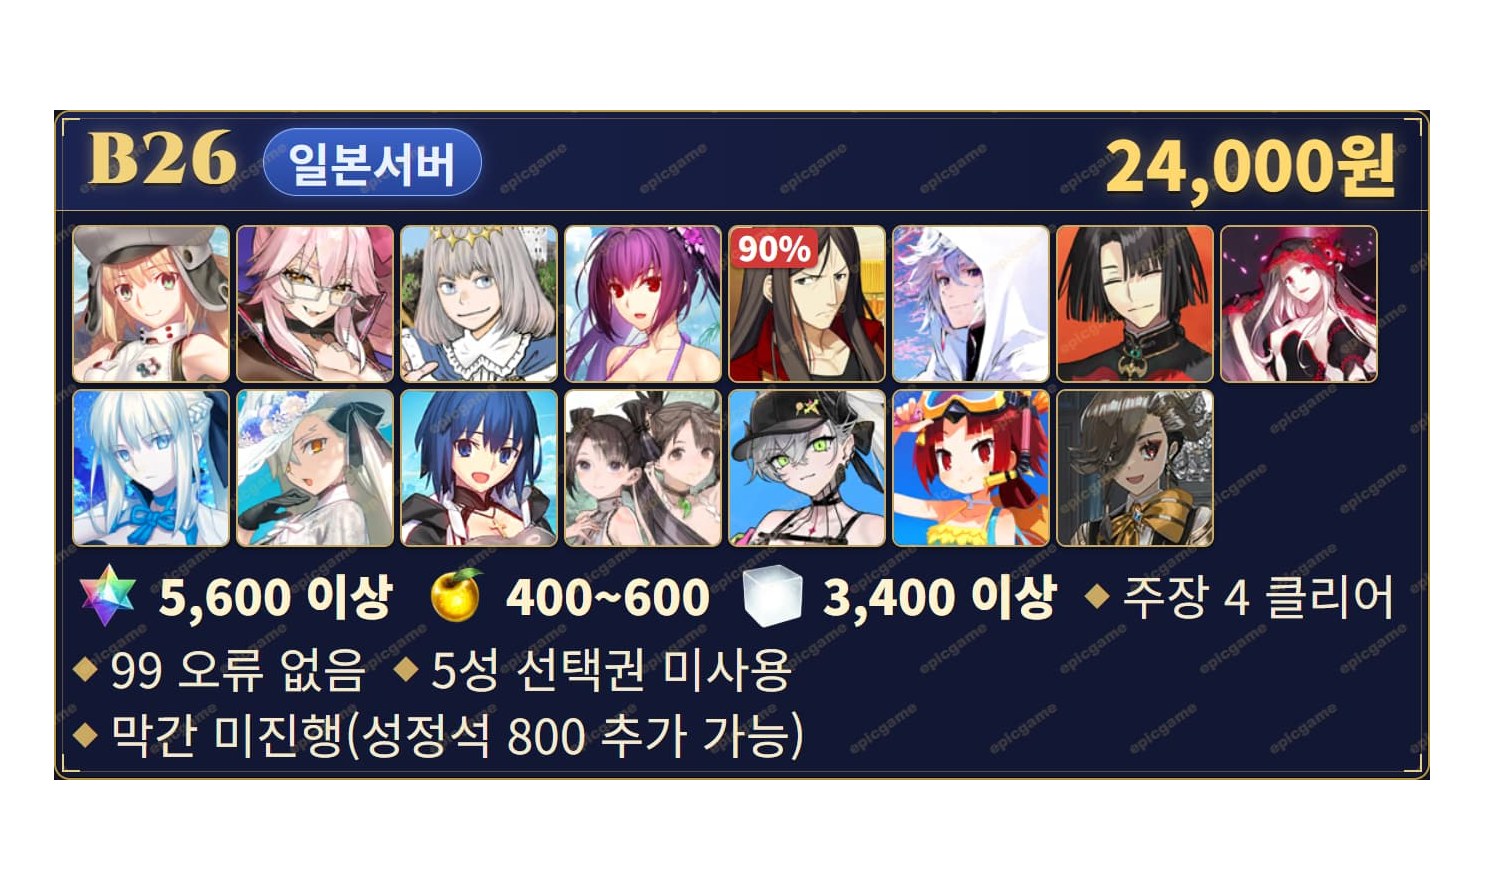 B26 일본서버 24,000원
90%
5,600 이상 400~600 3,400 이상 ◆ 주장 4 클리어
◆ 99 오류 없음 ◆ 5성 선택권 미사용
◆ 막간 미진행(성정석 800 추가 가능)
epicgame